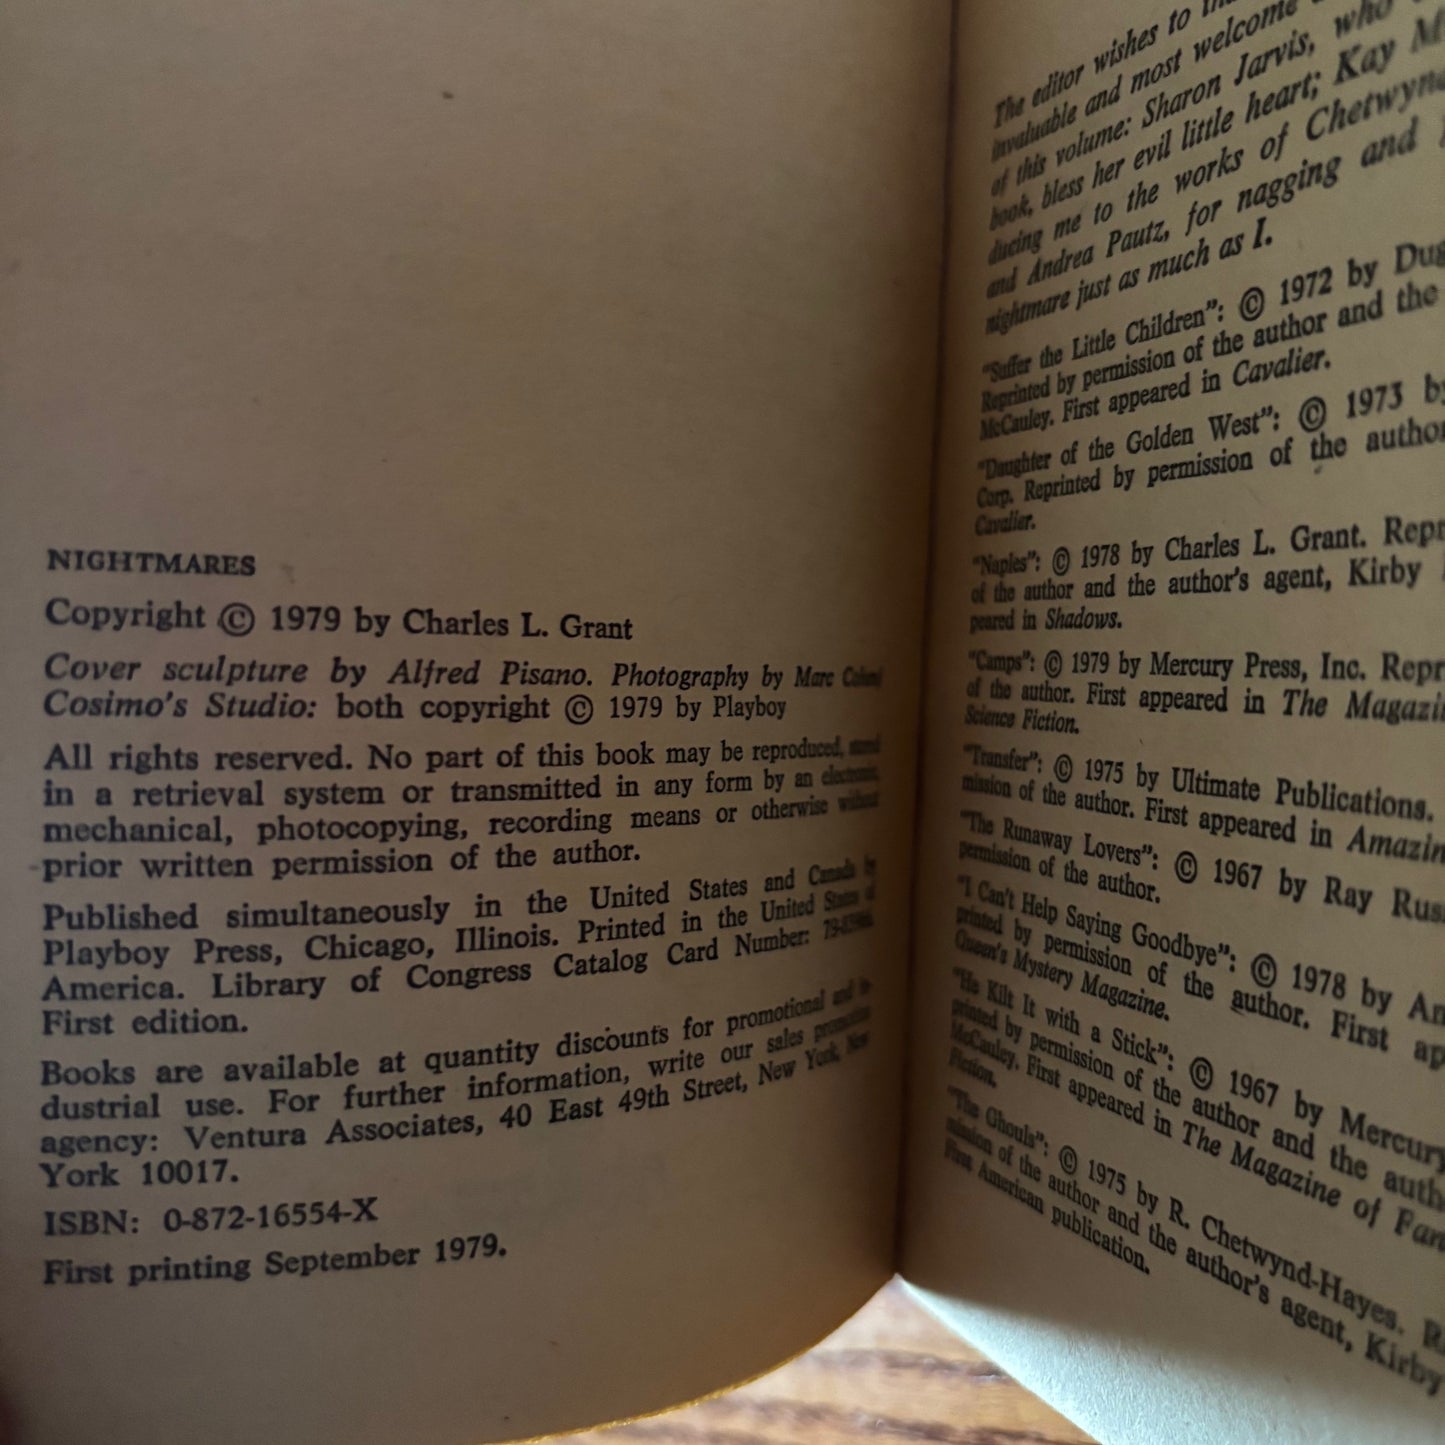 NIGHTMARES
Copyright © 1979 by Charles L. Grant
Cover sculpture by Alfred Pisano. Photography by Marc
Cosimo's Studio: both copyright © 1979 by Playboy
All rights reserved. No part of this book may be reproduced, stored
in a retrieval system or transmitted in any form by an electronic,
mechanical, photocopying, recording means or otherwise without
prior written permission of the author.
Published simultaneously in the United States and Canada by
Playboy Press, Chicago, Illinois. Printed in the United States of
America. Library of Congress Catalog Card Number:
First edition.
Books are available at quantity discounts for promotional and in-
dustrial use. For further information, write our sales promotion
agency: Ventura Associates, 40 East 49th Street, New York, New
York 10017.
ISBN: 0-872-16554-X
First printing September 1979.
The editor wishes to
invaluable and most welcome
of this volume: Sharon Jarvis, who
book, bless her evil little heart; Kay
ducing me to the works of Chetwynd
and Andrea Pautz, for nagging and
nightmare just as much as I.
"Suffer the Little Children": © 1972 by
Reprinted by permission of the author and the
McCauley. First appeared in Cavalier.
"Daughter of the Golden West": © 1973
Corp. Reprinted by permission of the author
Cavalier.
"Naples": © 1978 by Charles L. Grant. Repr
of the author and the author's agent, Kirby
peared in Shadows.
"Camps": © 1979 by Mercury Press, Inc. Repr
of the author. First appeared in The Magazi
Science Fiction.
"Transfer": © 1975 by Ultimate Publications.
mission of the author. First appeared in Amazin
"The Runaway Lovers": © 1967 by Ray Rus
permission of the author.
"I Can't Help Saying Goodbye": © 1978 by An
printed by permission of the author. First ap
Queen's Mystery Magazine.
"He Kilt It with a Stick": © 1967 by Mercury
printed by permission of the author and the auth
McCauley. First appeared in The Magazine of Fan
Fiction.
"The Ghouls": © 1975 by R. Chetwynd-Hayes. R
mission of the author and the author's agent, Kirby
First American publication.